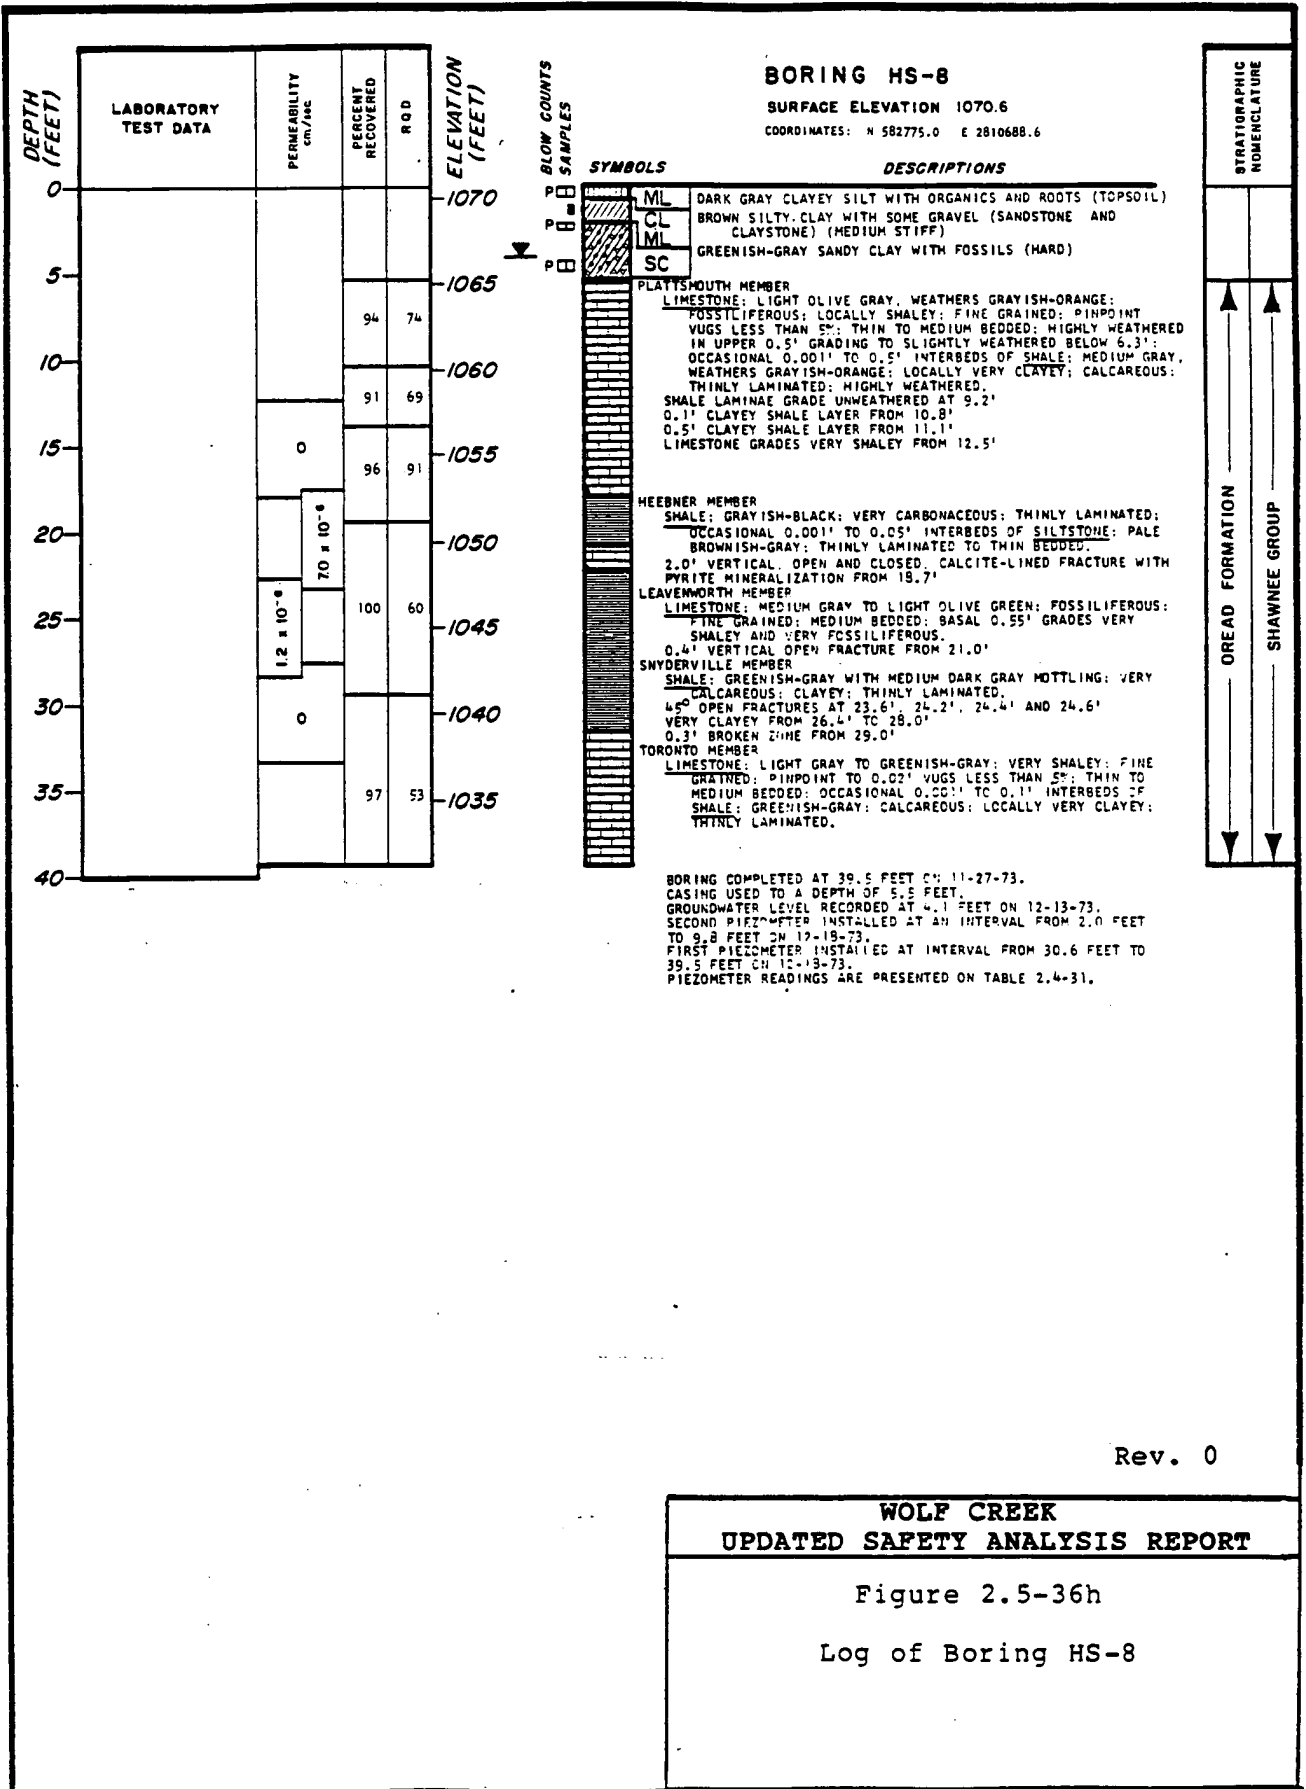 BORING HS-8
SURFACE ELEVATION 1070.6
COORDINATES: N 582775.0 E 2810688.6
DEPTH (FEET)
LABORATORY TEST DATA
PERMEABILITY cm/sec
PERCENT RECOVERED
RQD
ELEVATION (FEET)
BLOW COUNTS
SAMPLES
SYMBOLS
DESCRIPTIONS
STRATIGRAPHIC NOMENCLATURE
0
5
10
15
20
25
30
35
40
0
7.0 x 10⁻⁶
1.2 x 10⁻⁶
0
94 74
91 69
96 91
100 60
97 53
1070
1065
1060
1055
1050
1045
1040
1035
P
P
P
ML
CL
ML
SC
DARK GRAY CLAYEY SILT WITH ORGANICS AND ROOTS (TOPSOIL)
BROWN SILTY CLAY WITH SOME GRAVEL (SANDSTONE AND
CLAYSTONE) (MEDIUM STIFF)
GREENISH-GRAY SANDY CLAY WITH FOSSILS (HARD)
PLATTSMOUTH MEMBER
LIMESTONE: LIGHT OLIVE GRAY, WEATHERS GRAYISH-ORANGE:
FOSSILIFEROUS; LOCALLY SHALEY; FINE GRAINED; PINPOINT
VUGS LESS THAN 5%; THIN TO MEDIUM BEDDED; HIGHLY WEATHERED
IN UPPER 0.5' GRADING TO SLIGHTLY WEATHERED BELOW 6.3';
OCCASIONAL 0.001' TO 0.5' INTERBEDS OF SHALE; MEDIUM GRAY,
WEATHERS GRAYISH-ORANGE; LOCALLY VERY CLAYEY; CALCAREOUS;
THINLY LAMINATED; HIGHLY WEATHERED.
SHALE LAMINAE GRADE UNWEATHERED AT 9.2'
0.1' CLAYEY SHALE LAYER FROM 10.8'
0.5' CLAYEY SHALE LAYER FROM 11.1'
LIMESTONE GRADES VERY SHALEY FROM 12.5'
HEEBNER MEMBER
SHALE; GRAYISH-BLACK; VERY CARBONACEOUS; THINLY LAMINATED;
OCCASIONAL 0.001' TO 0.05' INTERBEDS OF SILTSTONE; PALE
BROWNISH-GRAY; THINLY LAMINATED TO THIN BEDDED.
2.0' VERTICAL, OPEN AND CLOSED, CALCITE-LINED FRACTURE WITH
PYRITE MINERALIZATION FROM 18.7'
LEAVENWORTH MEMBER
LIMESTONE; MEDIUM GRAY TO LIGHT OLIVE GREEN; FOSSILIFEROUS;
FINE GRAINED; MEDIUM BEDDED; BASAL 0.55' GRADES VERY
SHALEY AND VERY FOSSILIFEROUS.
0.4' VERTICAL OPEN FRACTURE FROM 21.0'
SNYDERVILLE MEMBER
SHALE; GREENISH-GRAY WITH MEDIUM DARK GRAY MOTTLING; VERY
CALCAREOUS; CLAYEY; THINLY LAMINATED.
45° OPEN FRACTURES AT 23.6', 24.2', 24.4' AND 24.6'
VERY CLAYEY FROM 26.4' TO 28.0'
0.3' BROKEN ZONE FROM 29.0'
TORONTO MEMBER
LIMESTONE; LIGHT GRAY TO GREENISH-GRAY; VERY SHALEY; FINE
GRAINED; PINPOINT TO 0.02' VUGS LESS THAN 5%; THIN TO
MEDIUM BEDDED; OCCASIONAL 0.001' TO 0.1' INTERBEDS OF
SHALE; GREENISH-GRAY; CALCAREOUS; LOCALLY VERY CLAYEY;
THINLY LAMINATED.
BORING COMPLETED AT 39.5 FEET ON 11-27-73.
CASING USED TO A DEPTH OF 5.5 FEET.
GROUNDWATER LEVEL RECORDED AT 4.1 FEET ON 12-13-73.
SECOND PIEZOMETER INSTALLED AT AN INTERVAL FROM 2.0 FEET
TO 9.8 FEET ON
FIRST PIEZOMETER INSTALLED AT INTERVAL FROM 30.6 FEET TO
39.5 FEET ON
PIEZOMETER READINGS ARE PRESENTED ON TABLE 2.4-31.
OREAD FORMATION
SHAWNEE GROUP
Rev. 0
WOLF CREEK
UPDATED SAFETY ANALYSIS REPORT
Figure 2.5-36h
Log of Boring HS-8